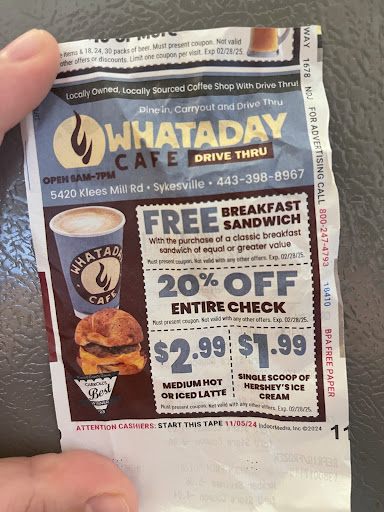 e items & 18, 24, 30 packs of beer. Must present coupon. Not valid
other offers or discounts. Limit one coupon per visit. Exp 02/28/25.
Locally Owned, Locally Sourced Coffee Shop With Drive Thru!
Dine in, Carryout and Drive Thru
WHATADAY
CAFE DRIVE THRU
OPEN 6AM-7PM
5420 Klees Mill Rd • Sykesville • 443-398-8967
FREE BREAKFAST
SANDWICH
With the purchase of a classic breakfast
sandwich of equal or greater value
Must present coupon. Not valid with any other offers. Exp. 02/28/25.
20% OFF
ENTIRE CHECK
Must present coupon. Not valid with any other offers. Exp. 02/28/25.
$2.99
MEDIUM HOT
OR ICED LATTE
$1.99
SINGLE SCOOP OF
HERSHEY'S ICE
CREAM
Must present coupon. Not valid with any other offers. Exp. 02/28/25.
WHATADAY
CAFE
CARROLL'S
Best
ATTENTION CASHIERS: START THIS TAPE 11/05/24 IndoorMedia, Inc ©2024
11
WAY 1678 NDJ FOR ADVERTISING CALL 800-247-4793 18410 BPA FREE PAPER